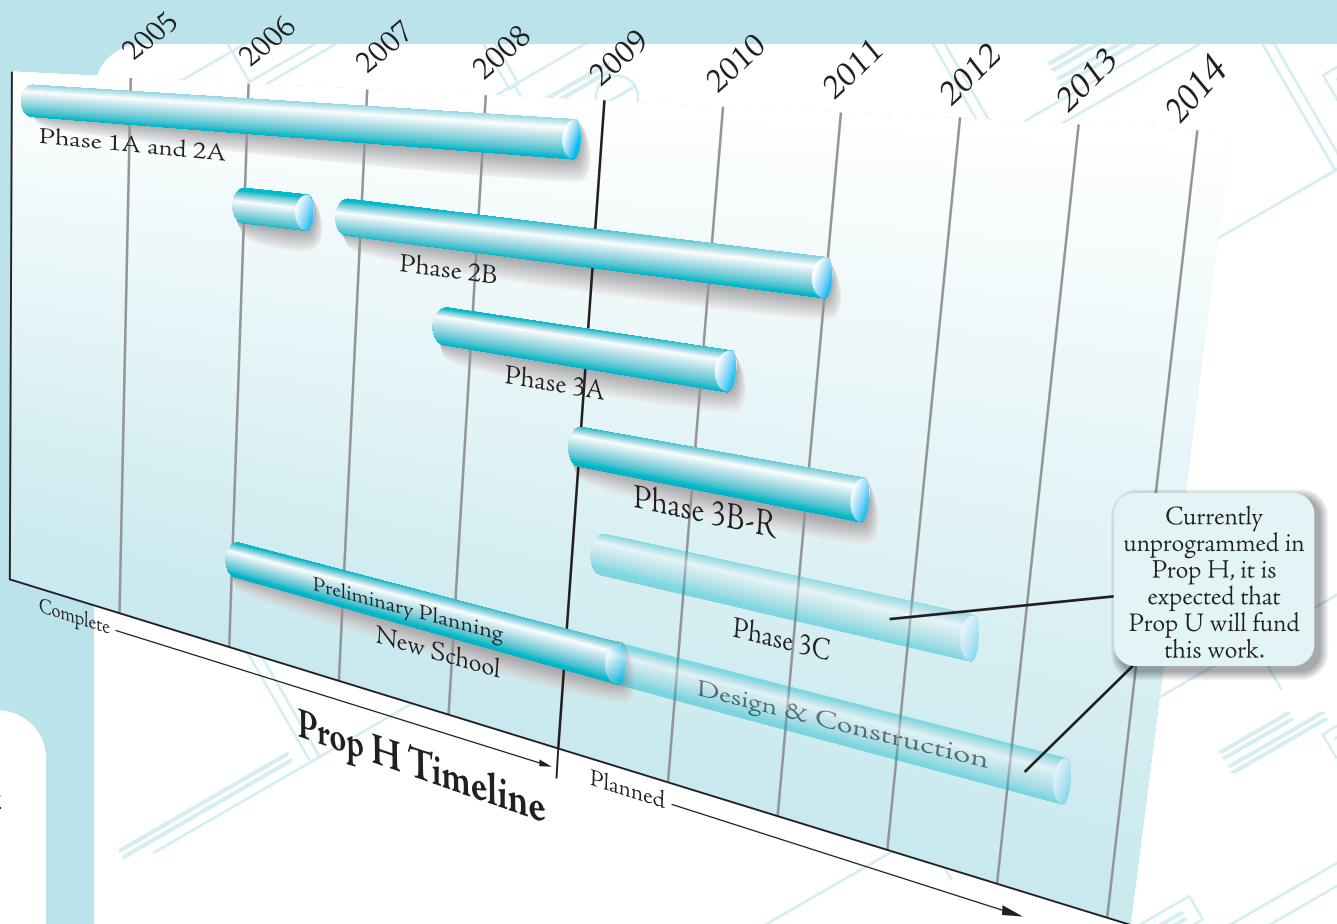 2005
2006
2007
2008
2009
2010
2011
2012
2013
2014
Phase 1A and 2A
Phase 2B
Phase 3A
Phase 3B-R
Phase 3C
Preliminary Planning
New School
Design & Construction
Currently
unprogrammed in
Prop H, it is
expected that
Prop U will fund
this work.
Complete
Prop H Timeline
Planned